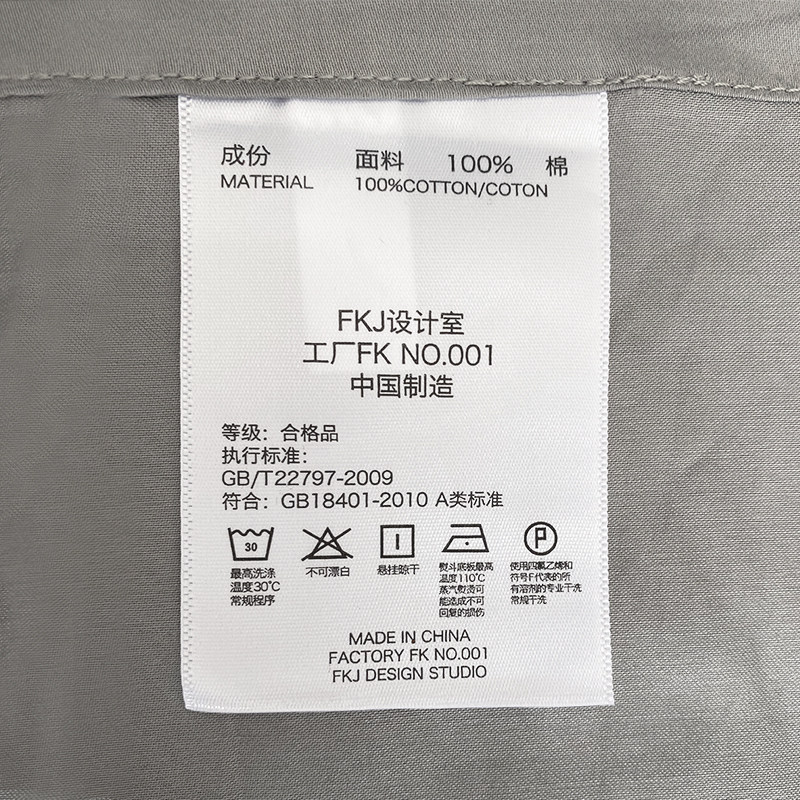 成份 面料 100% 棉
MATERIAL 100%COTTON/COTON
FKJ设计室
工厂FK NO.001
中国制造
等级：合格品
执行标准：
GB/T22797-2009
符合：GB18401-2010 A类标准
30
P
最高洗涤
温度30℃
常规程序
不可漂白
悬挂晾干
熨斗底板最高
温度110℃
蒸汽熨烫可
能造成不可
回复的损伤
使用四氯乙烯和
符号F代表的所
有溶剂的专业干洗
常规干洗
MADE IN CHINA
FACTORY FK NO.001
FKJ DESIGN STUDIO